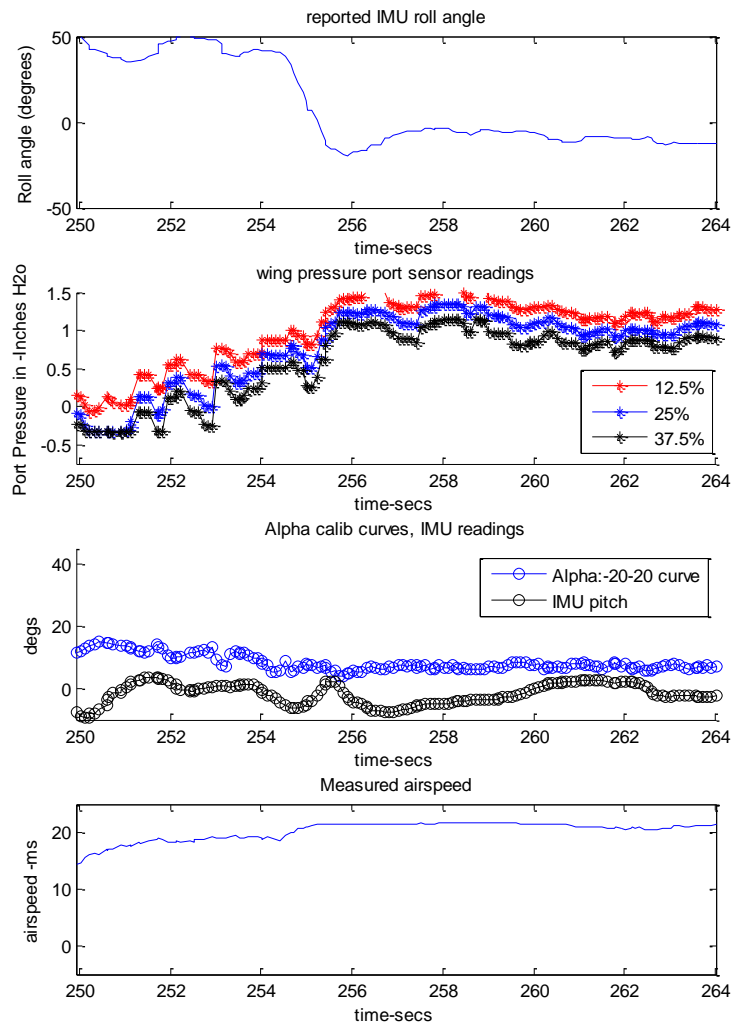 reported IMU roll angle
Roll angle (degrees)
50
0
-50
250 252 254 256 258 260 262 264
time-secs
wing pressure port sensor readings
Port Pressure in -Inches H2o
1.5
1
0.5
0
-0.5
12.5%
25%
37.5%
250 252 254 256 258 260 262 264
time-secs
Alpha calib curves, IMU readings
degs
40
20
0
Alpha:-20-20 curve
IMU pitch
250 252 254 256 258 260 262 264
time-secs
Measured airspeed
airspeed -ms
20
10
0
250 252 254 256 258 260 262 264
time-secs